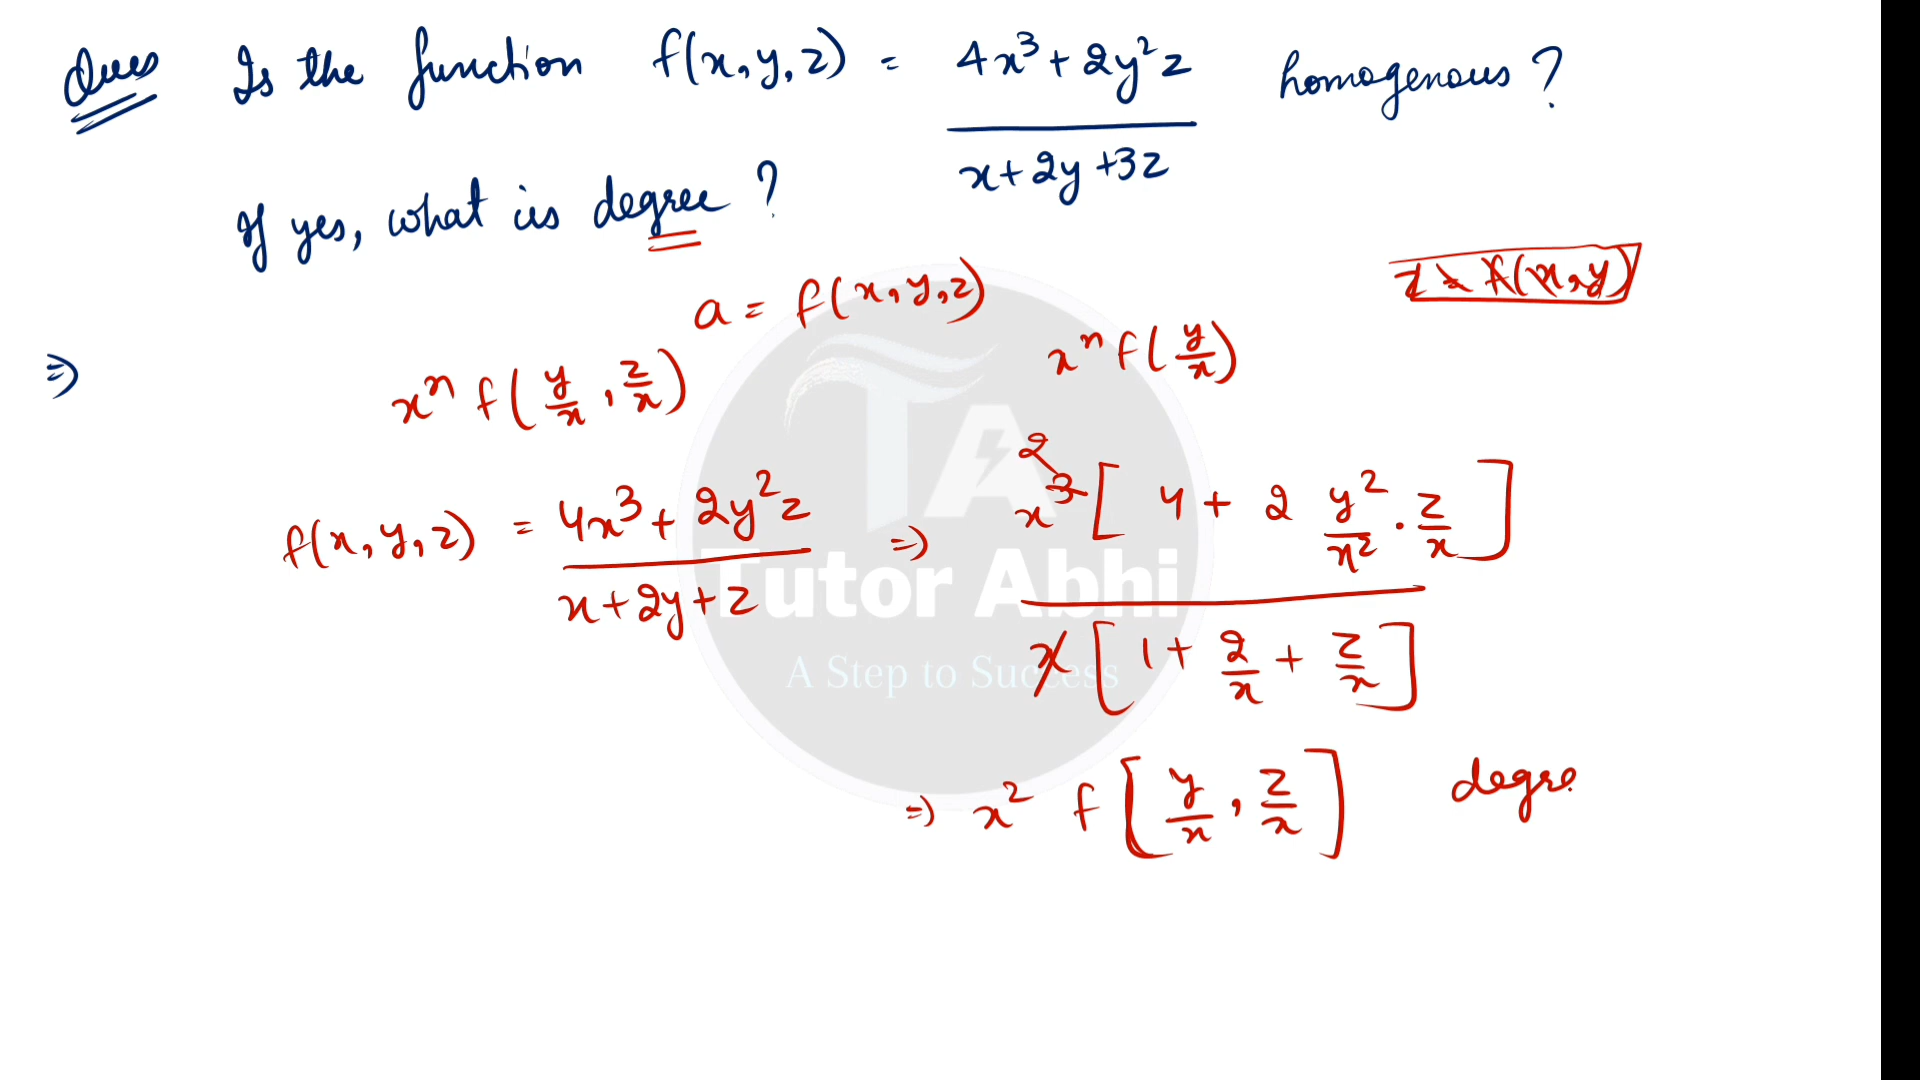 Ques Is the function f(x,y,z) = 4x³ + 2y²z / x + 2y + 3z homogenous ?
If yes, what is degree ?
z = f(x,y)
a = f(x,y,z)
⇒ xⁿ f(y/x , z/x) xⁿ f(y/x)
f(x,y,z) = 4x³ + 2y²z / x + 2y + z ⇒ x³ 2 [ 4 + 2 y²/x² . z/x ] / x [ 1 + 2/x + z/x ]
⇒ x² f [ y/x , z/x ] degre
Tutor Abhi
A Step to Success